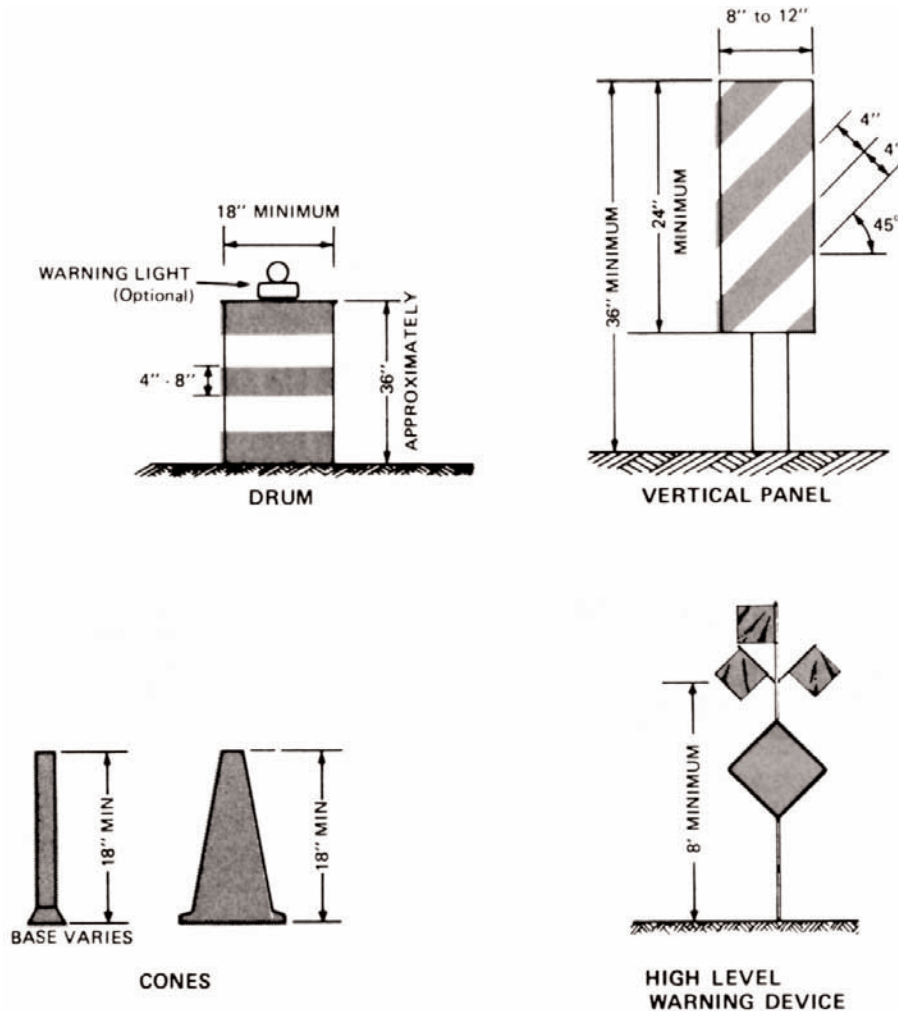 18" MINIMUM
WARNING LIGHT
(Optional)
4" - 8"
36"
APPROXIMATELY
DRUM
8" to 12"
4"
4"
45°
36" MINIMUM
24"
MINIMUM
VERTICAL PANEL
18" MIN
18" MIN
BASE VARIES
CONES
8' MINIMUM
HIGH LEVEL
WARNING DEVICE